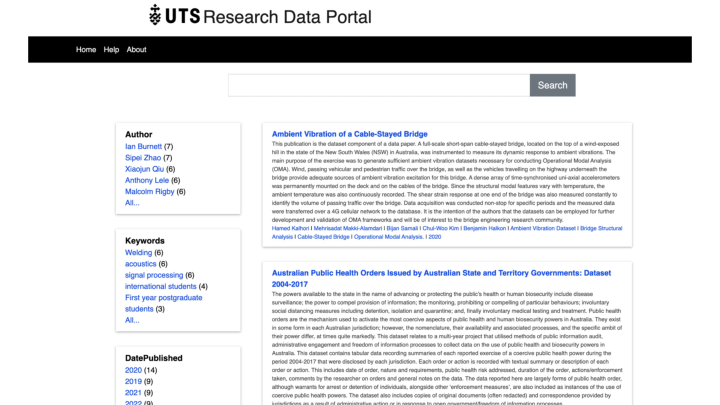 UTS Research Data Portal
Home Help About
Search
Author
Ian Burnett (7)
Sipei Zhao (7)
Xiaojun Qiu (6)
Anthony Lele (6)
Malcolm Rigby (6)
All...
Keywords
Welding (6)
acoustics (6)
signal processing (6)
international students (4)
First year postgraduate
students (3)
All...
DatePublished
2020 (14)
2019 (9)
2021 (9)
2022 (9)
Ambient Vibration of a Cable-Stayed Bridge
This publication is the dataset component of a data paper. A full-scale short-span cable-stayed bridge, located on the top of a wind-exposed
hill in the state of the New South Wales (NSW) in Australia, was instrumented to measure its dynamic response to ambient vibrations. The
main purpose of the exercise was to generate sufficient ambient vibration datasets necessary for conducting Operational Modal Analysis
(OMA). Wind, passing vehicular and pedestrian traffic over the bridge, as well as the vehicles travelling on the highway underneath the
bridge provide adequate sources of ambient vibration excitation for this bridge. A dense array of time-synchronised uni-axial accelerometers
was permanently mounted on the deck and on the cables of the bridge. Since the structural modal features vary with temperature, the
ambient temperature was also continuously recorded. The shear strain response at one end of the bridge was also measured constantly to
identify the volume of passing traffic over the bridge. Data acquisition was conducted non-stop for specific periods and the measured data
were transferred over a 4G cellular network to the database. It is the intention of the authors that the datasets can be employed for further
development and validation of OMA frameworks and will be of interest to the bridge engineering research community.
Hamed Kalhori | Mehrisadat Makki-Alamdari | Bijan Samali | Chul-Woo Kim | Benjamin Halkon | Ambient Vibration Dataset | Bridge Structural
Analysis | Cable-Stayed Bridge | Operational Modal Analysis. | 2020
Australian Public Health Orders Issued by Australian State and Territory Governments: Dataset
2004-2017
The powers available to the state in the name of advancing or protecting the public's health or human biosecurity include disease
surveillance; the power to compel provision of information; the monitoring, prohibiting or compelling of particular behaviours; involuntary
social distancing measures including detention, isolation and quarantine; and, finally involuntary medical testing and treatment. Public health
orders are the mechanism used to activate the most coercive aspects of public health and human biosecurity powers in Australia. They exist
in some form in each Australian jurisdiction; however, the nomenclature, their availability and associated processes, and the specific ambit of
their power differ, at times quite markedly. This dataset relates to a multi-year project that utilised methods of public information audit,
administrative engagement and freedom of information processes to collect data on the use of public health and biosecurity powers in
Australia. This dataset contains tabular data recording summaries of each reported exercise of a coercive public health power during the
period 2004-2017 that were disclosed by each jurisdiction. Each order or action is recorded with textual summary or description of each
order or action. This includes date of order, nature and requirements, public health risk addressed, duration of the order, actions/enforcement
taken, comments by the researcher on orders and general notes on the data. The data reported here are largely forms of public health order,
although warrants for arrest or detention of individuals, alongside other 'enforcement measures', are also included as instances of the use of
coercive public health powers. The dataset also includes copies of original documents (often redacted) and correspondence provided by
jurisdictions as a result of administrative action or in response to open government/freedom of information processes.